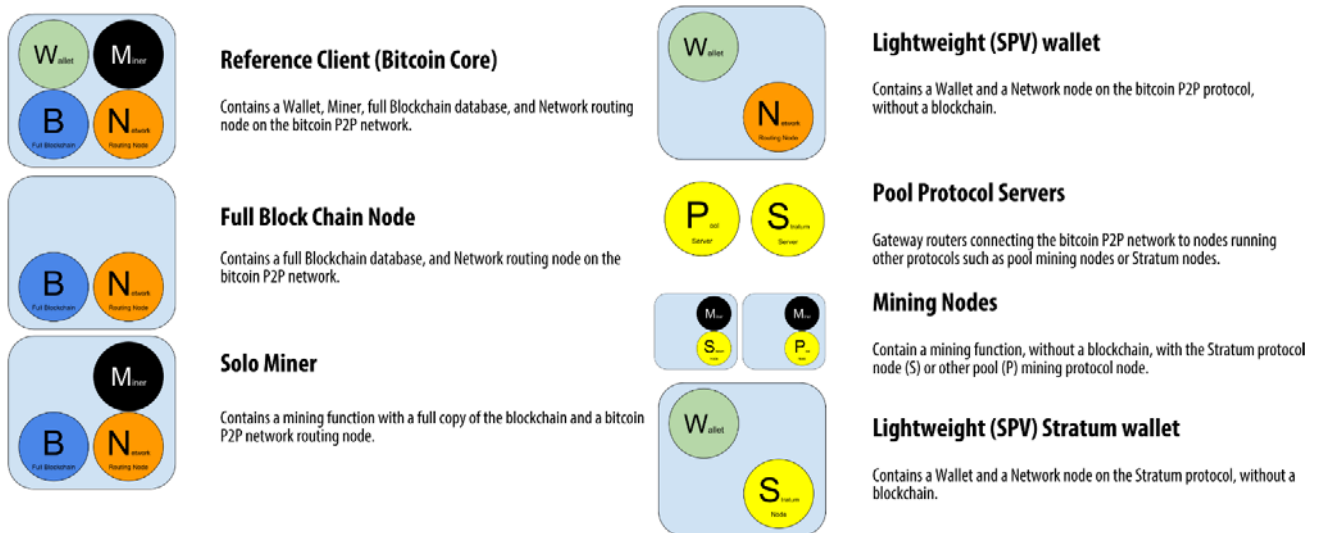 Wallet
Miner
B
Full Blockchain
Network
Routing Node
Reference Client (Bitcoin Core)
Contains a Wallet, Miner, full Blockchain database, and Network routing
node on the bitcoin P2P network.
B
Full Blockchain
Network
Routing Node
Full Block Chain Node
Contains a full Blockchain database, and Network routing node on the
bitcoin P2P network.
Miner
B
Full Blockchain
Network
Routing Node
Solo Miner
Contains a mining function with a full copy of the blockchain and a bitcoin
P2P network routing node.
Wallet
Network
Routing Node
Lightweight (SPV) wallet
Contains a Wallet and a Network node on the bitcoin P2P protocol,
without a blockchain.
Pool
Server
Stratum
Server
Pool Protocol Servers
Gateway routers connecting the bitcoin P2P network to nodes running
other protocols such as pool mining nodes or Stratum nodes.
Miner
S
Miner
P
Mining Nodes
Contain a mining function, without a blockchain, with the Stratum protocol
node (S) or other pool (P) mining protocol node.
Wallet
Stratum
Node
Lightweight (SPV) Stratum wallet
Contains a Wallet and a Network node on the Stratum protocol, without a
blockchain.